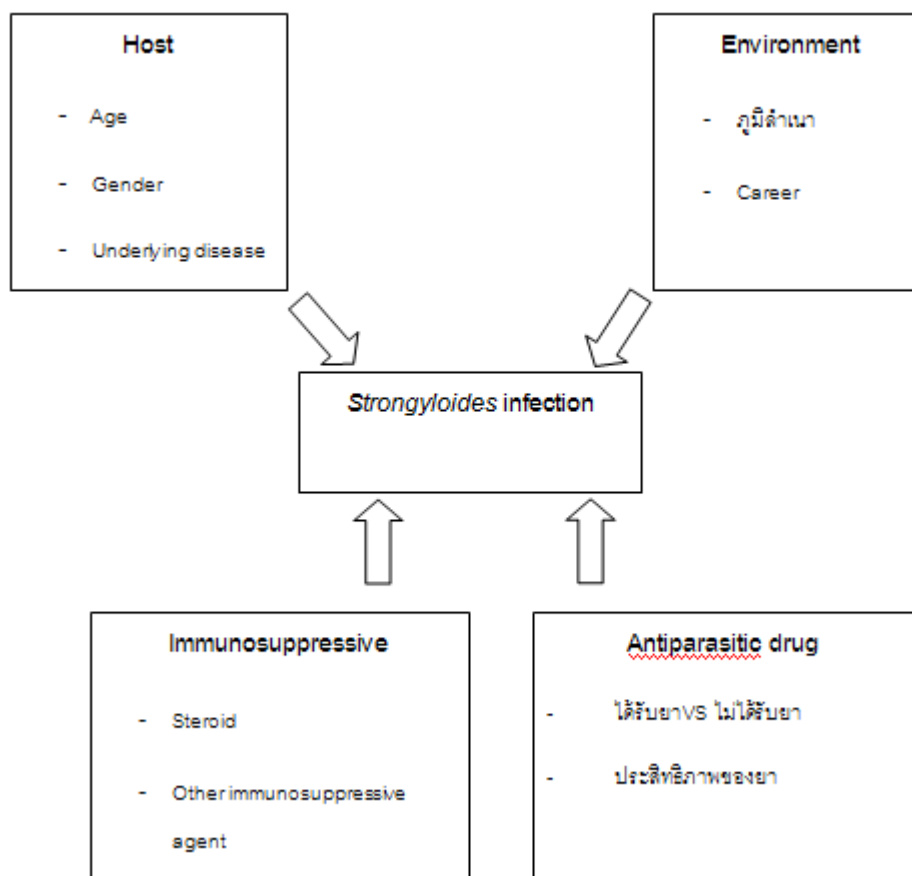 Host
- Age
- Gender
- Underlying disease
Environment
- ภูมิลำเนา
- Career
Strongyloides infection
Immunosuppressive
- Steroid
- Other immunosuppressive
agent
Antiparasitic drug
- ได้รับยาVS ไม่ได้รับยา
- ประสิทธิภาพของยา